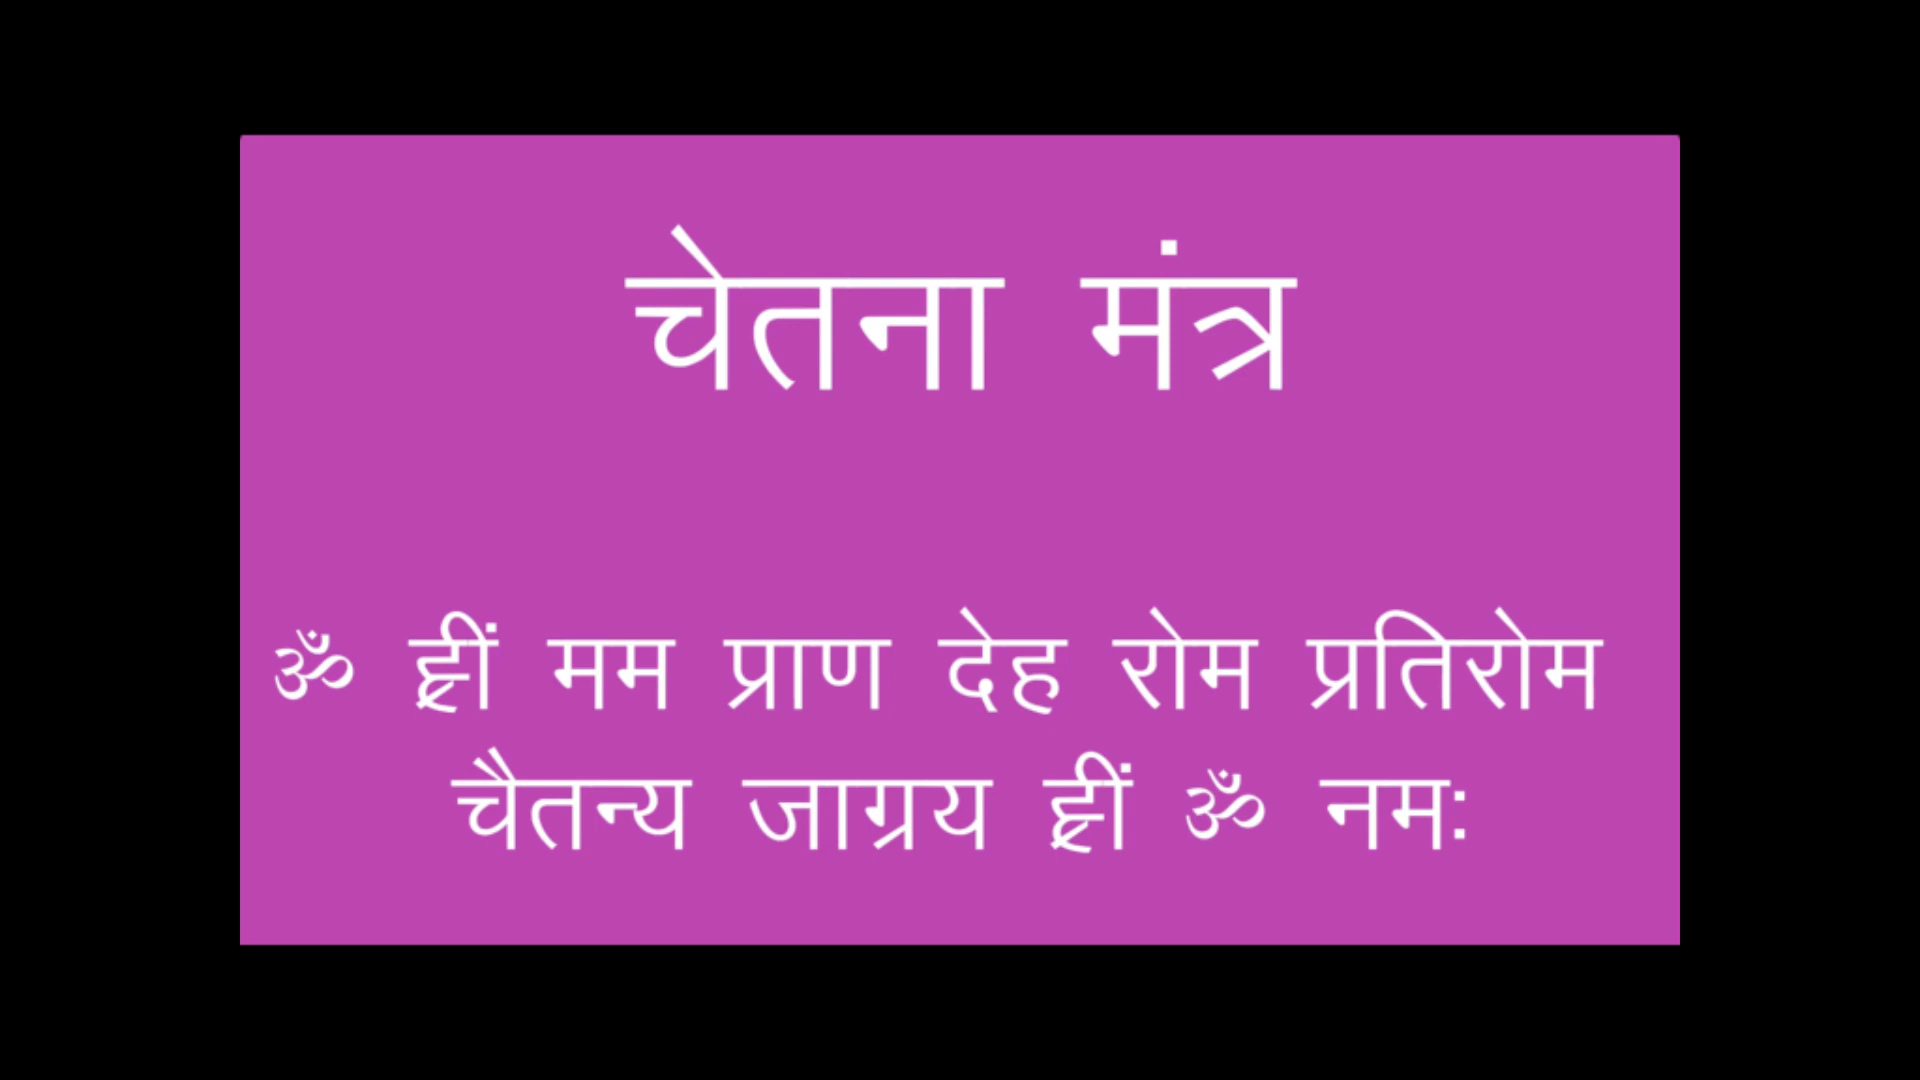 चेतना मंत्र
ॐ ह्रीं मम प्राण देह रोम प्रतिरोम
चैतन्य जाग्रय ह्रीं ॐ नम: